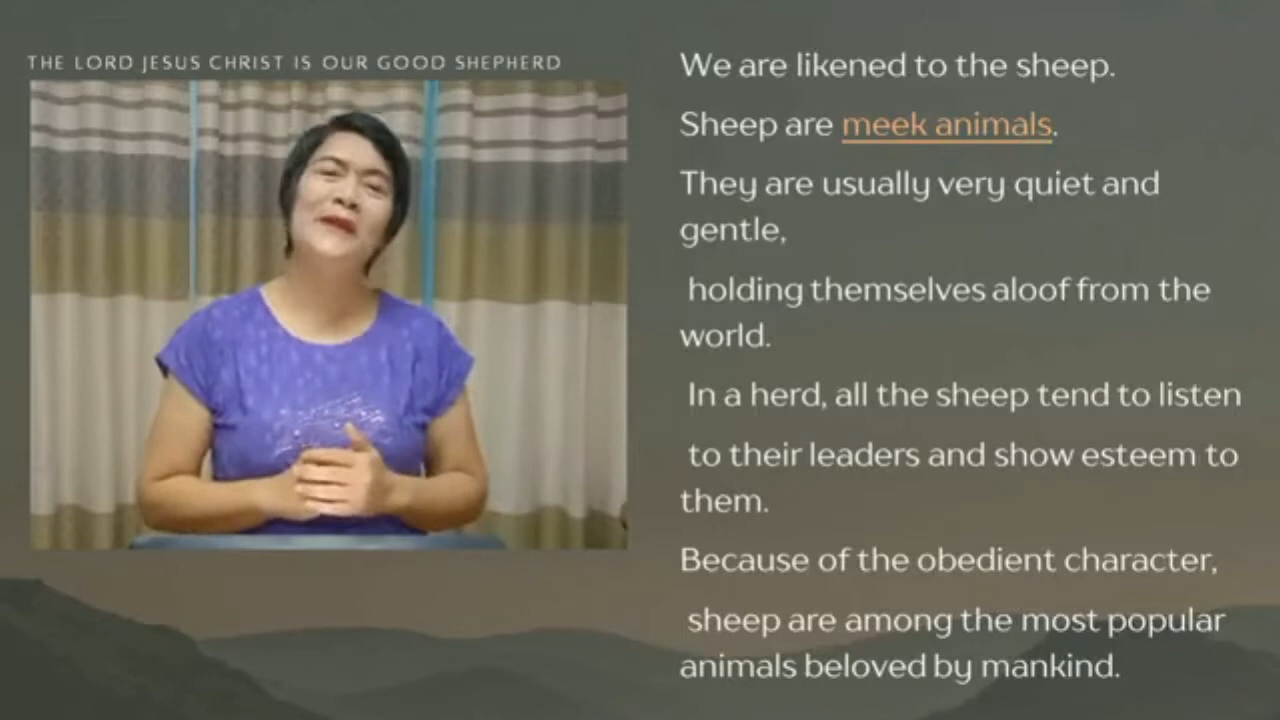 THE LORD JESUS CHRIST IS OUR GOOD SHEPHERD
We are likened to the sheep.
Sheep are meek animals.
They are usually very quiet and
gentle,
holding themselves aloof from the
world.
In a herd, all the sheep tend to listen
to their leaders and show esteem to
them.
Because of the obedient character,
sheep are among the most popular
animals beloved by mankind.